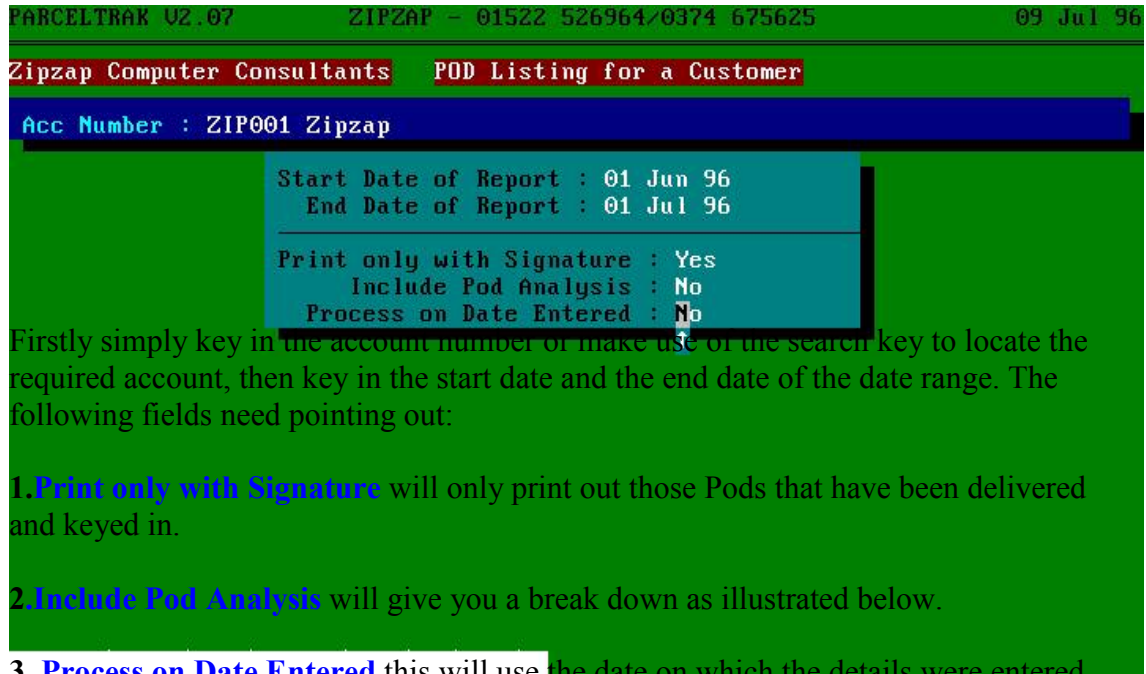 PARCELTRAK V2.07 ZIPZAP - 01522 526964/0374 675625 09 Jul 96
Zipzap Computer Consultants POD Listing for a Customer
Acc Number : ZIP001 Zipzap
Start Date of Report : 01 Jun 96
End Date of Report : 01 Jul 96
Print only with Signature : Yes
Include Pod Analysis : No
Process on Date Entered : No
Firstly simply key in the account number or make use of the search key to locate the
required account, then key in the start date and the end date of the date range. The
following fields need pointing out:
1.Print only with Signature will only print out those Pods that have been delivered
and keyed in.
2.Include Pod Analysis will give you a break down as illustrated below.
3. Process on Date Entered this will use the date on which the details were entered